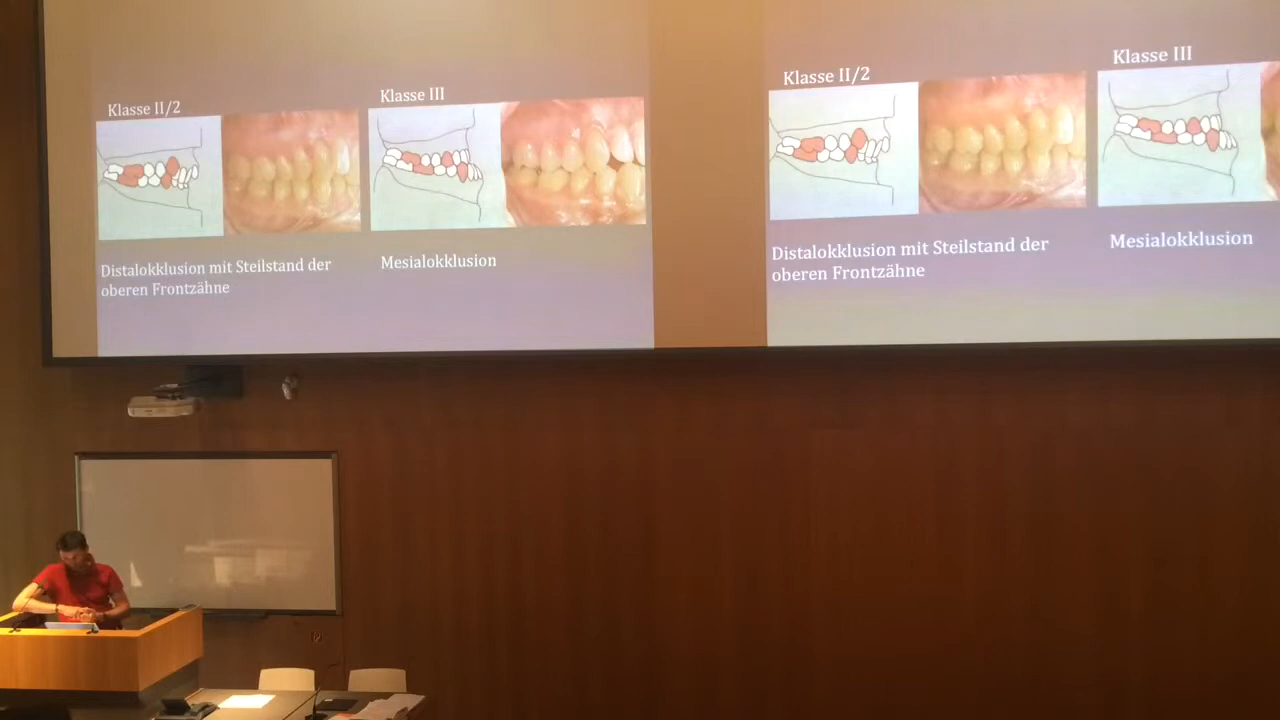 Klasse II/2
Klasse III
Distalokklusion mit Steilstand der
oberen Frontzähne
Mesialokklusion
Klasse II/2
Klasse III
Distalokklusion mit Steilstand der
oberen Frontzähne
Mesialokklusion